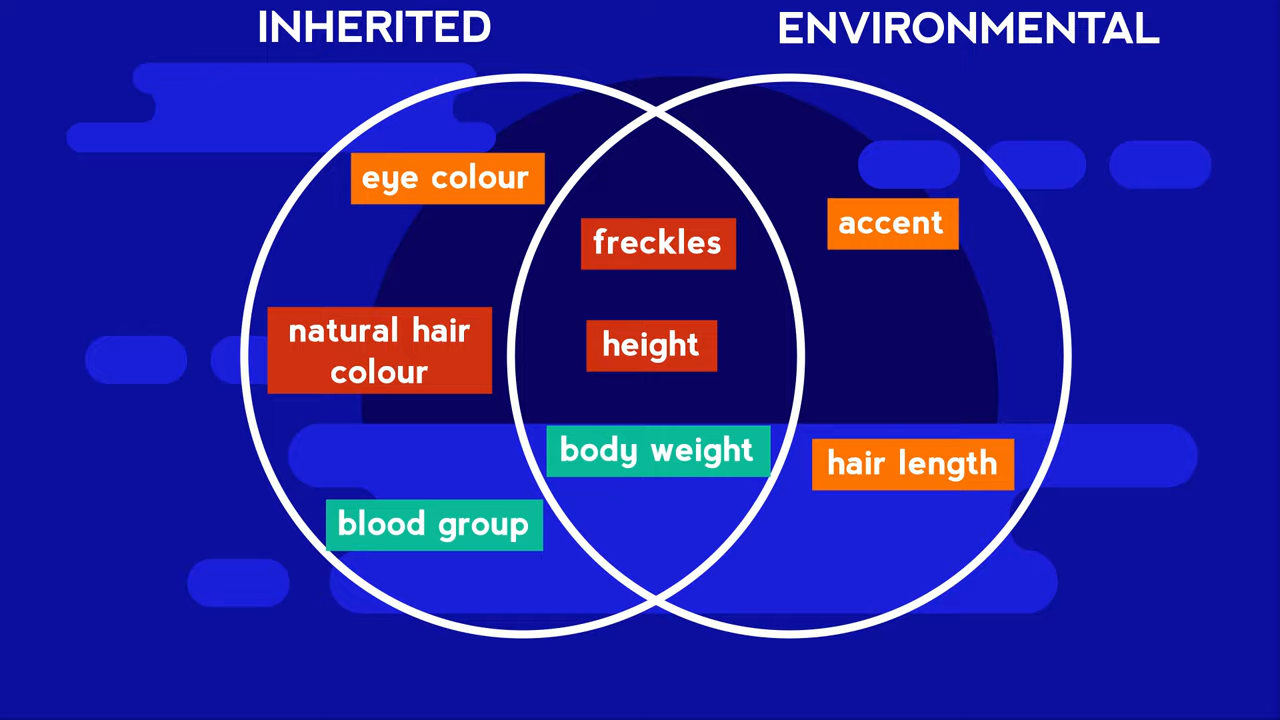 INHERITED
ENVIRONMENTAL
eye colour
freckles
accent
natural hair
colour
height
body weight
hair length
blood group